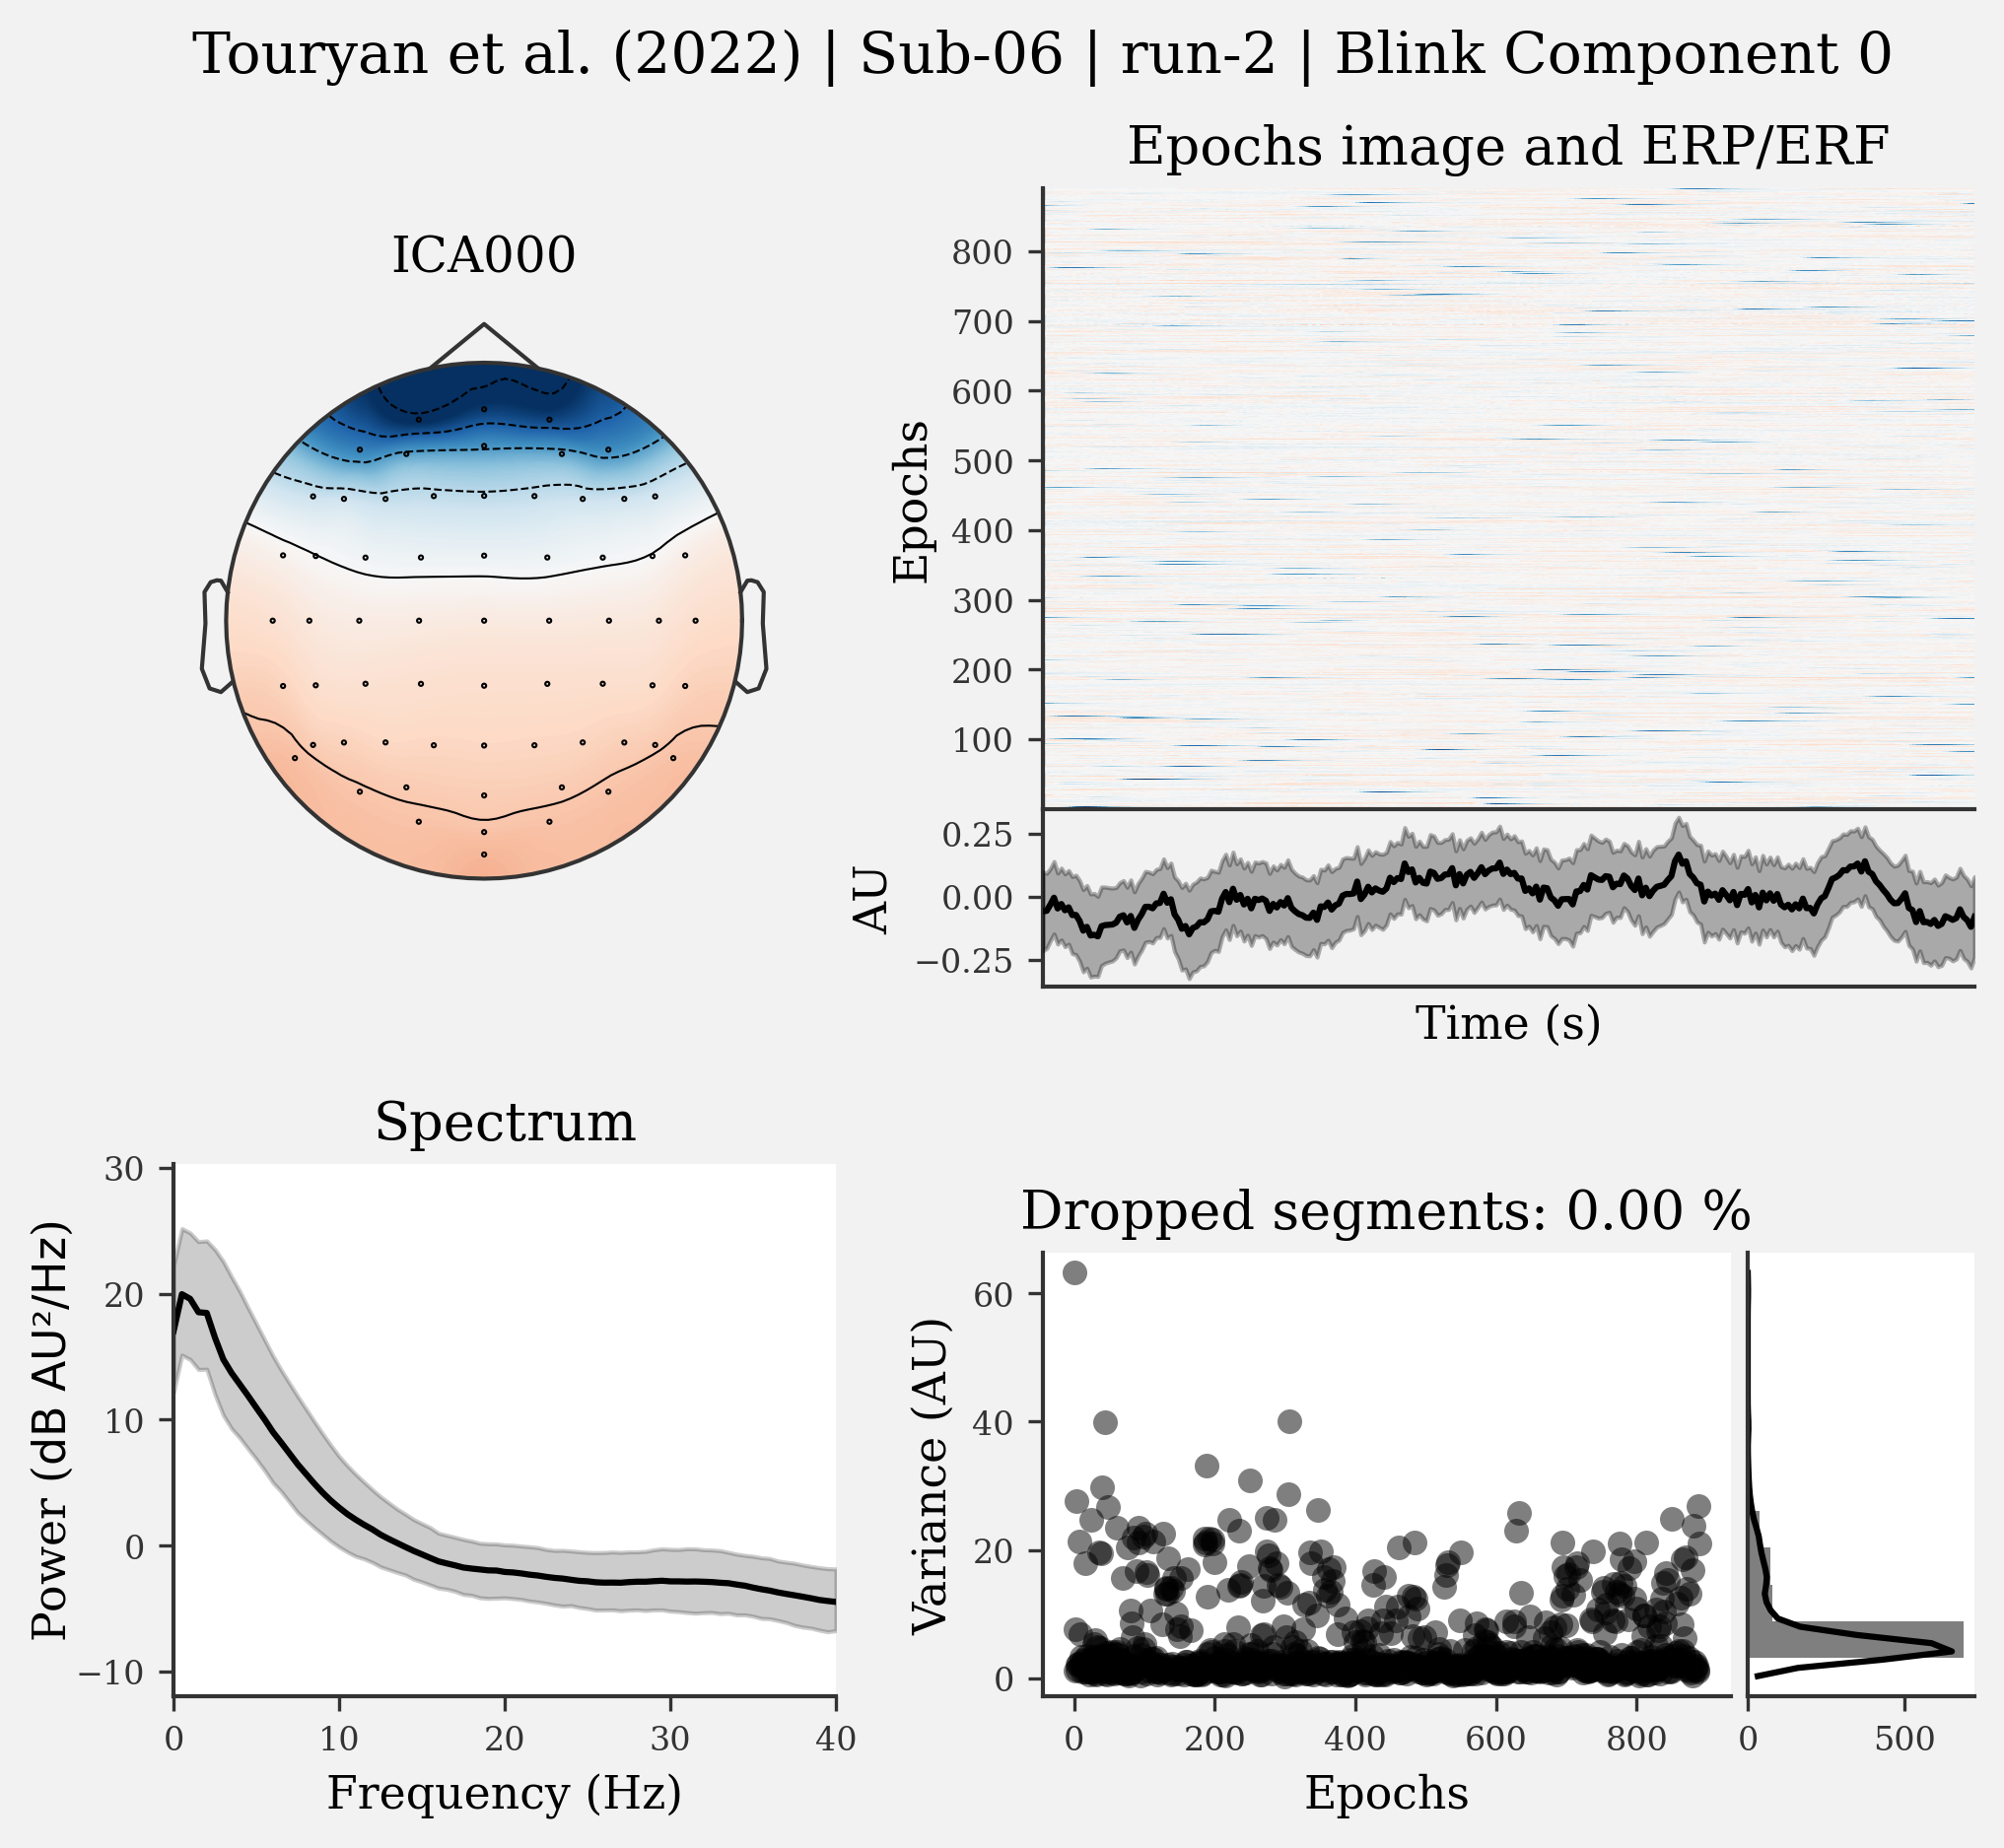 Touryan et al. (2022) | Sub-06 | run-2 | Blink Component 0
ICA000
Epochs image and ERP/ERF
800
700
600
500
400
300
200
100
Epochs
0.25
0.00
−0.25
AU
Time (s)
Spectrum
30
20
10
0
−10
Power (dB AU²/Hz)
0 10 20 30 40
Frequency (Hz)
Dropped segments: 0.00 %
60
40
20
0
Variance (AU)
0 200 400 600 800
Epochs
0 500